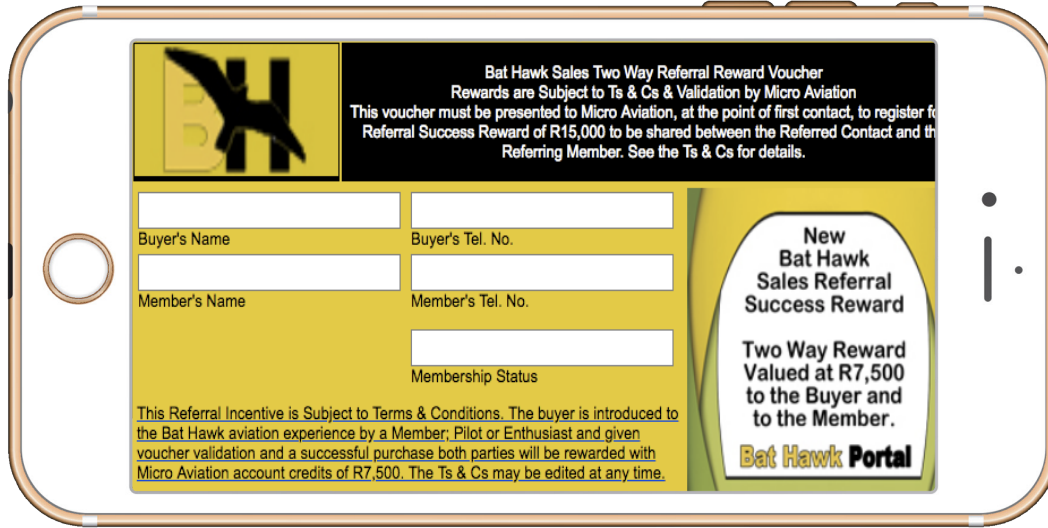 BH
Bat Hawk Sales Two Way Referral Reward Voucher
Rewards are Subject to Ts & Cs & Validation by Micro Aviation
This voucher must be presented to Micro Aviation, at the point of first contact, to register fo
Referral Success Reward of R15,000 to be shared between the Referred Contact and th
Referring Member. See the Ts & Cs for details.
Buyer's Name
Buyer's Tel. No.
Member's Name
Member's Tel. No.
Membership Status
This Referral Incentive is Subject to Terms & Conditions. The buyer is introduced to
the Bat Hawk aviation experience by a Member; Pilot or Enthusiast and given
voucher validation and a successful purchase both parties will be rewarded with
Micro Aviation account credits of R7,500. The Ts & Cs may be edited at any time.
New
Bat Hawk
Sales Referral
Success Reward
Two Way Reward
Valued at R7,500
to the Buyer and
to the Member.
Bat Hawk Portal